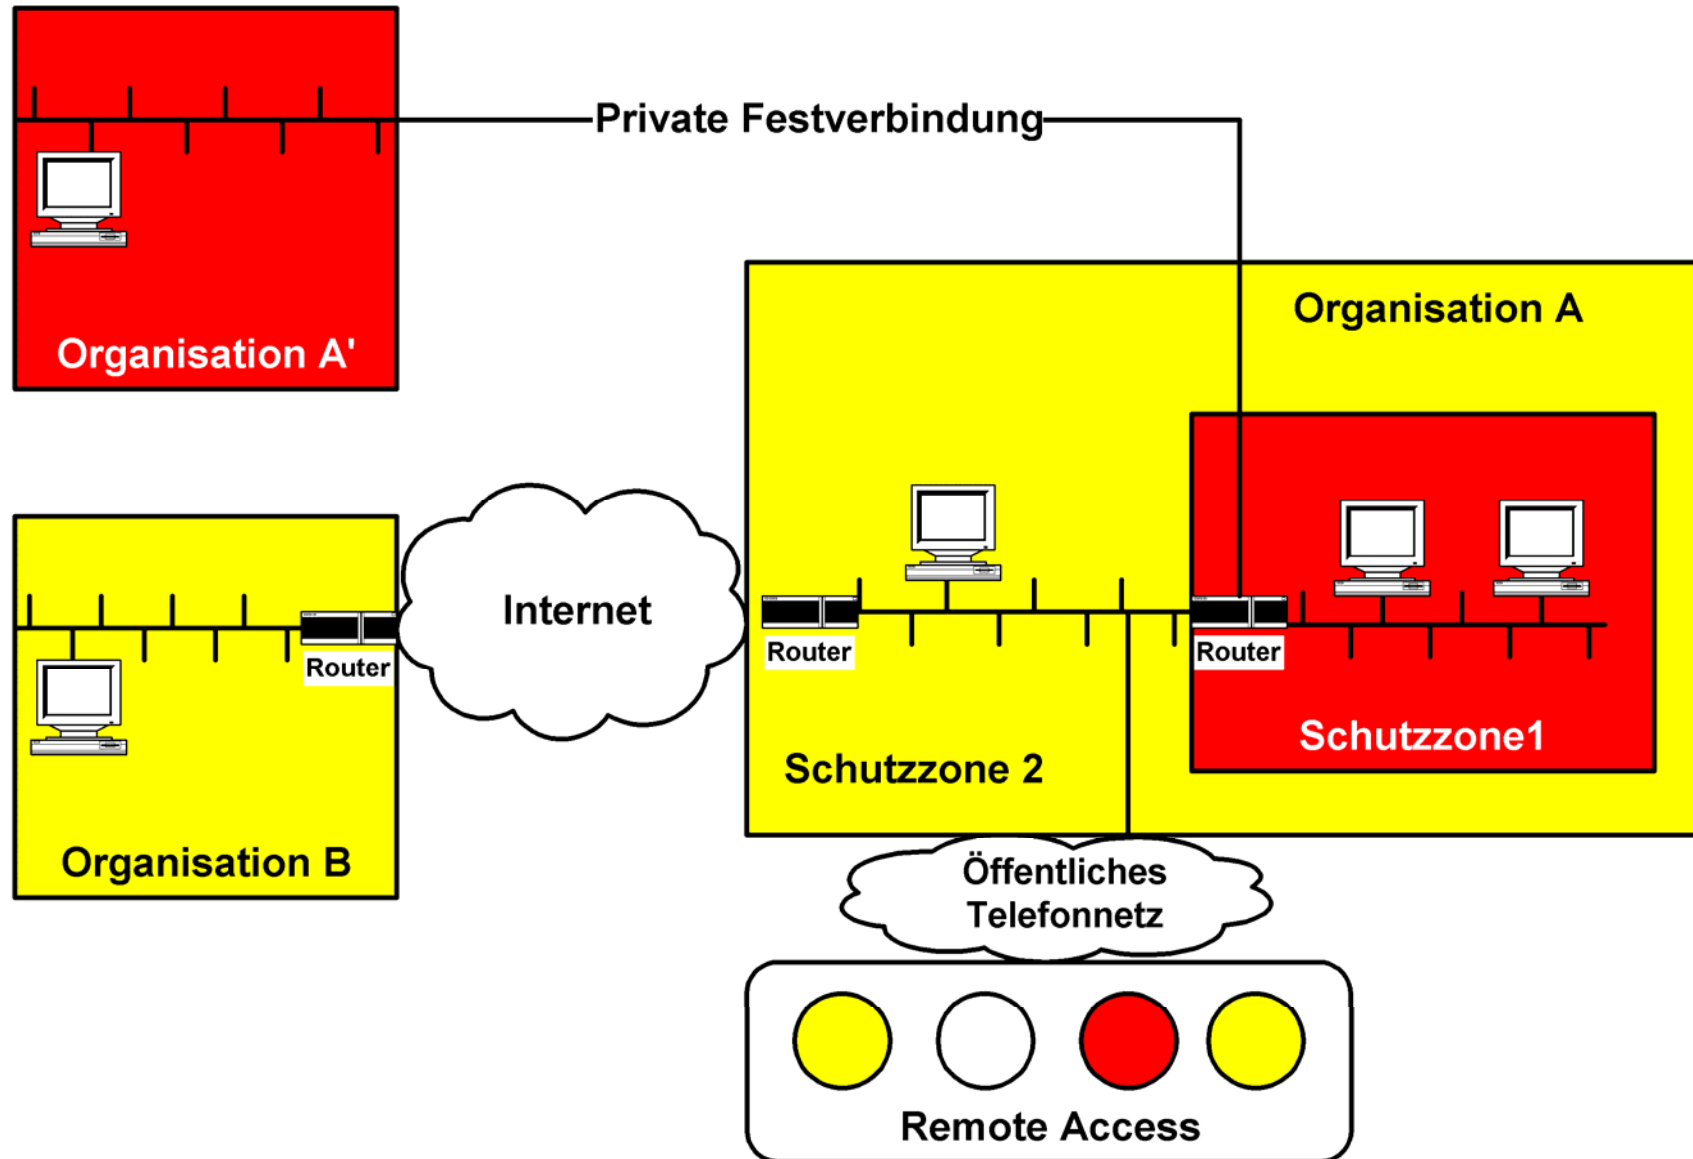 Private Festverbindung
Organisation A'
Organisation A
Internet
Router
Router
Router
Schutzzone1
Schutzzone 2
Organisation B
Öffentliches
Telefonnetz
Remote Access